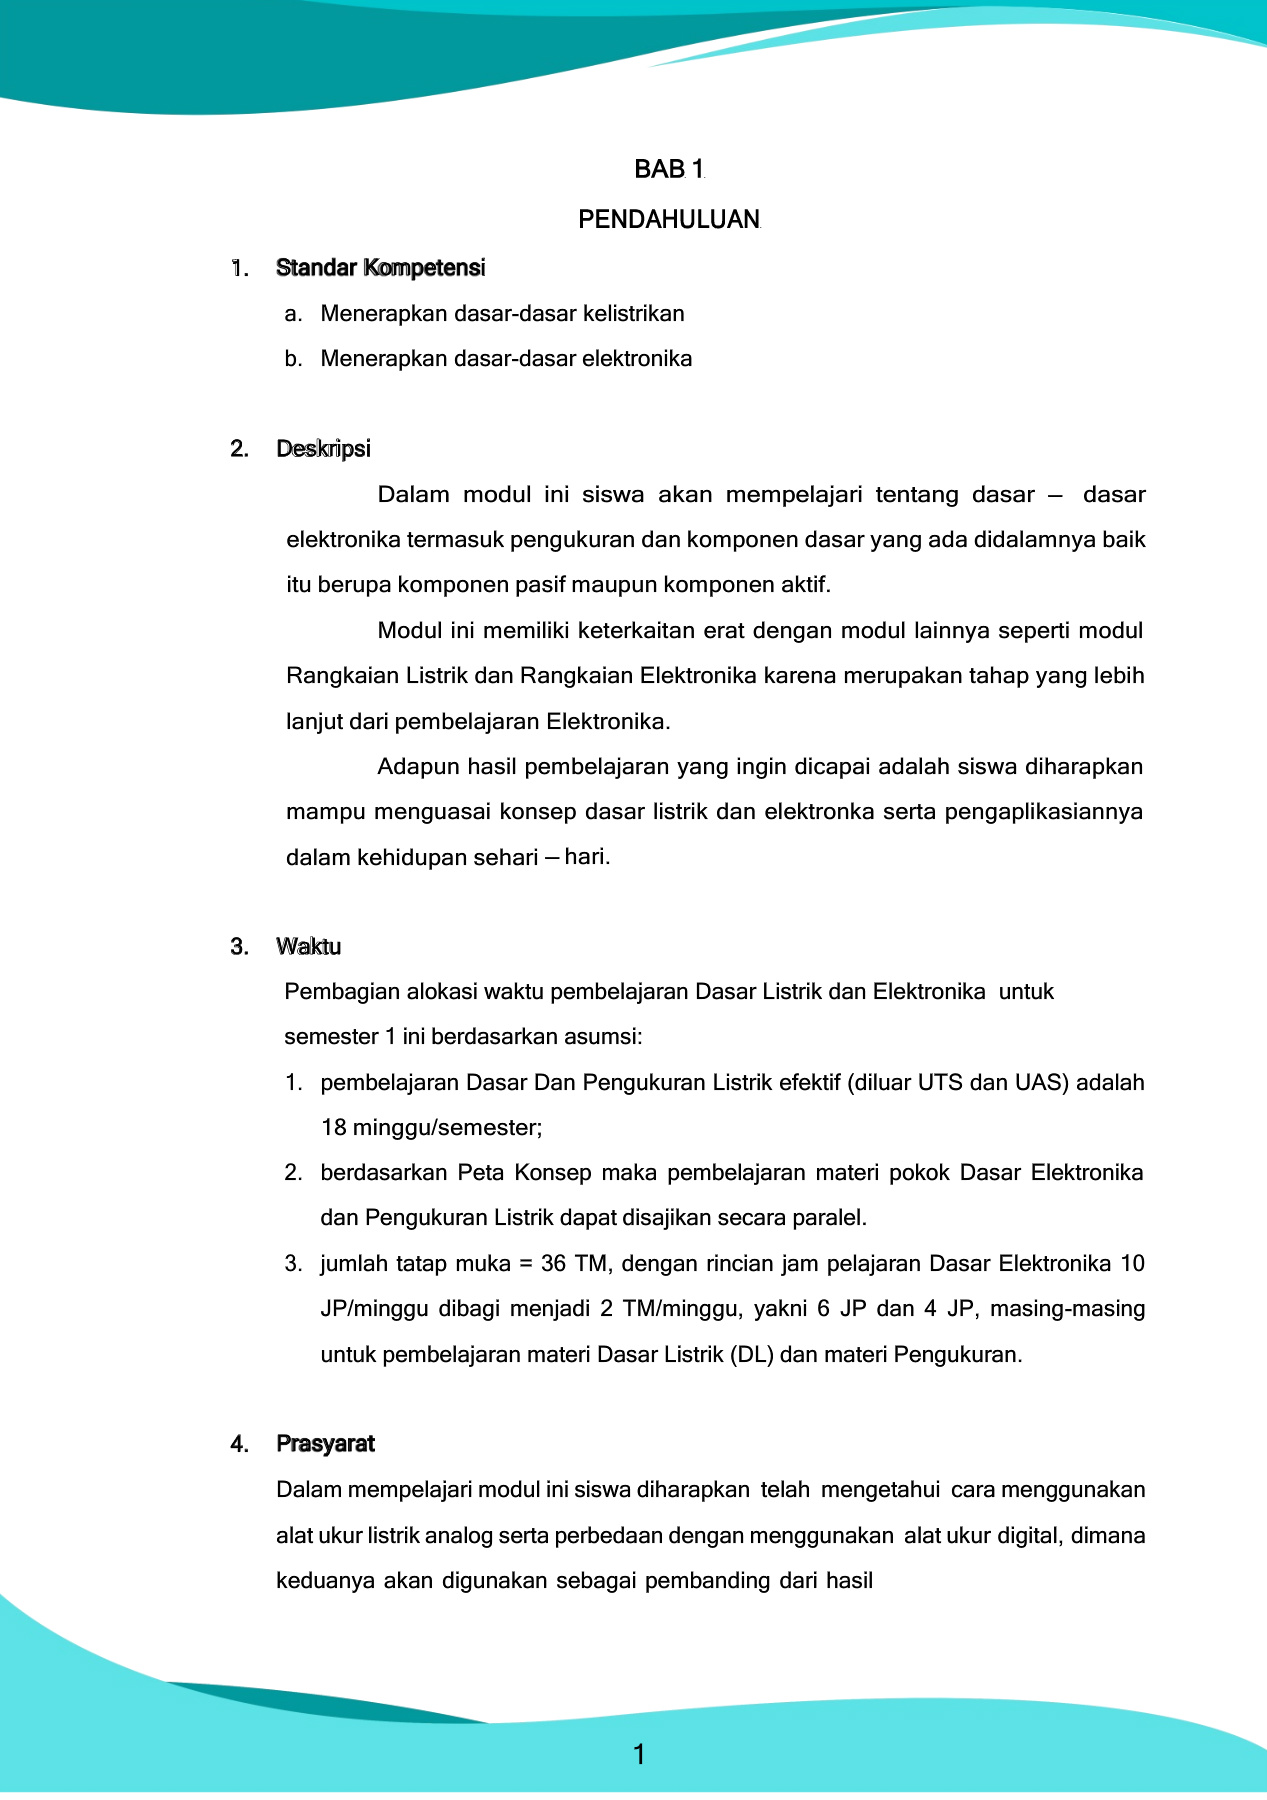 BAB 1
PENDAHULUAN
1. Standar Kompetensi
a. Menerapkan dasar-dasar kelistrikan
b. Menerapkan dasar-dasar elektronika
2. Deskripsi
Dalam modul ini siswa akan mempelajari tentang dasar – dasar
elektronika termasuk pengukuran dan komponen dasar yang ada didalamnya baik
itu berupa komponen pasif maupun komponen aktif.
Modul ini memiliki keterkaitan erat dengan modul lainnya seperti modul
Rangkaian Listrik dan Rangkaian Elektronika karena merupakan tahap yang lebih
lanjut dari pembelajaran Elektronika.
Adapun hasil pembelajaran yang ingin dicapai adalah siswa diharapkan
mampu menguasai konsep dasar listrik dan elektronka serta pengaplikasiannya
dalam kehidupan sehari – hari.
3. Waktu
Pembagian alokasi waktu pembelajaran Dasar Listrik dan Elektronika untuk
semester 1 ini berdasarkan asumsi:
1. pembelajaran Dasar Dan Pengukuran Listrik efektif (diluar UTS dan UAS) adalah
18 minggu/semester;
2. berdasarkan Peta Konsep maka pembelajaran materi pokok Dasar Elektronika
dan Pengukuran Listrik dapat disajikan secara paralel.
3. jumlah tatap muka = 36 TM, dengan rincian jam pelajaran Dasar Elektronika 10
JP/minggu dibagi menjadi 2 TM/minggu, yakni 6 JP dan 4 JP, masing-masing
untuk pembelajaran materi Dasar Listrik (DL) dan materi Pengukuran.
4. Prasyarat
Dalam mempelajari modul ini siswa diharapkan telah mengetahui cara menggunakan
alat ukur listrik analog serta perbedaan dengan menggunakan alat ukur digital, dimana
keduanya akan digunakan sebagai pembanding dari hasil
1